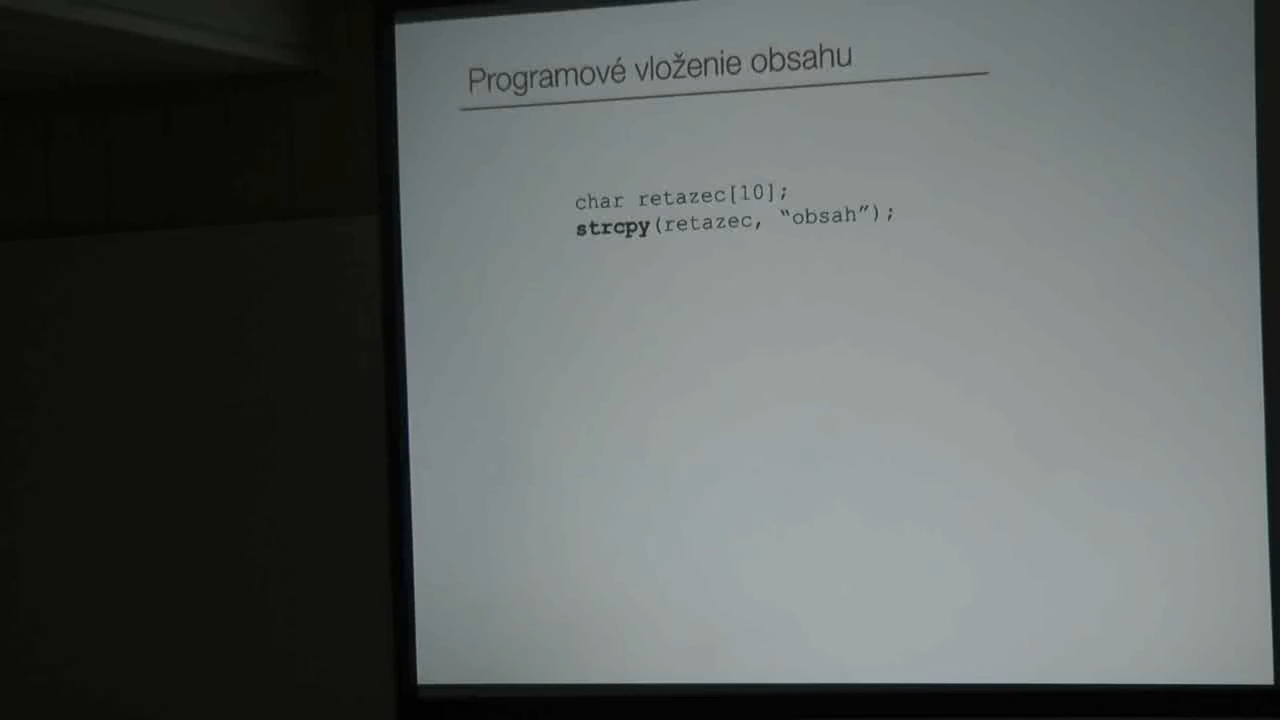 Programové vloženie obsahu
char retazec[10];
strcpy(retazec, “obsah”);